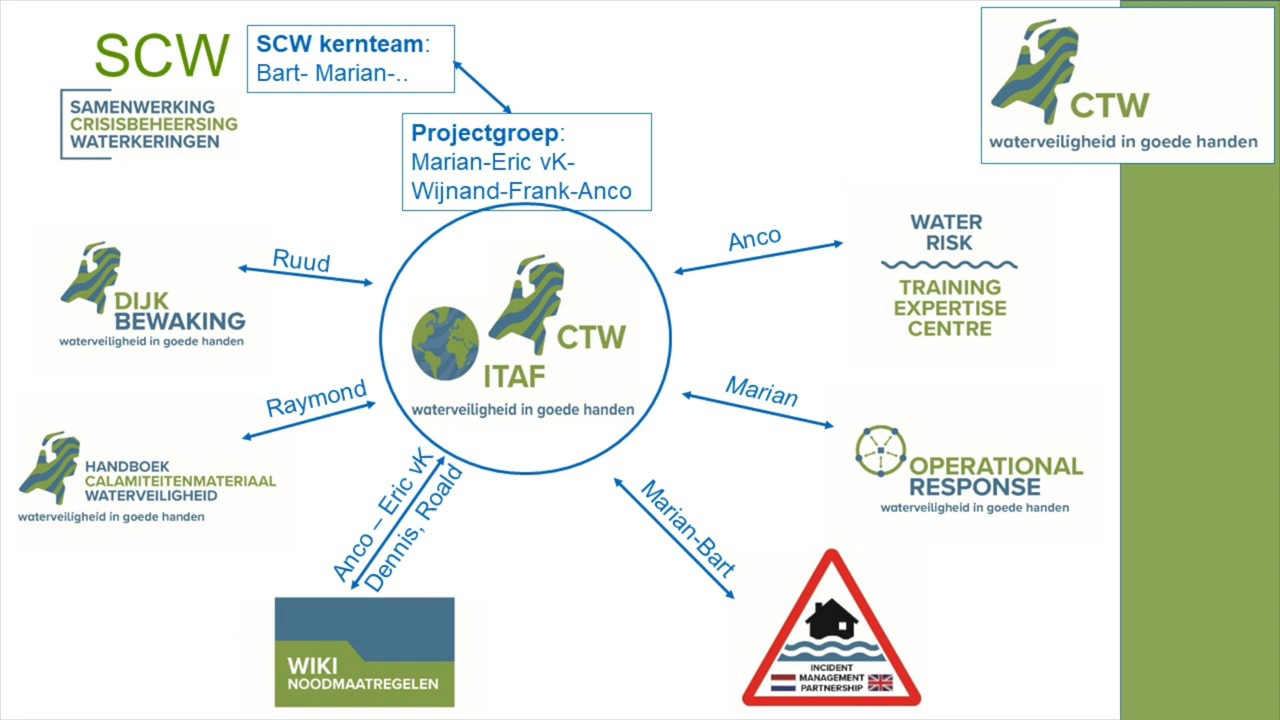 SCW
SAMENWERKING
CRISISBEHEERSING
WATERKERINGEN
SCW kernteam:
Bart- Marian-..
Projectgroep:
Marian-Eric vK-
Wijnand-Frank-Anco
CTW
waterveiligheid in goede handen
Ruud
DIJK
BEWAKING
waterveiligheid in goede handen
CTW
ITAF
waterveiligheid in goede handen
Anco
WATER
RISK
TRAINING
EXPERTISE
CENTRE
Raymond
HANDBOEK
CALAMITEITENMATERIAAL
WATERVEILIGHEID
waterveiligheid in goede handen
Marian
OPERATIONAL
RESPONSE
waterveiligheid in goede handen
Anco – Eric vK
Dennis, Roald
WIKI
NOODMAATREGELEN
Marian-Bart
INCIDENT
MANAGEMENT
PARTNERSHIP